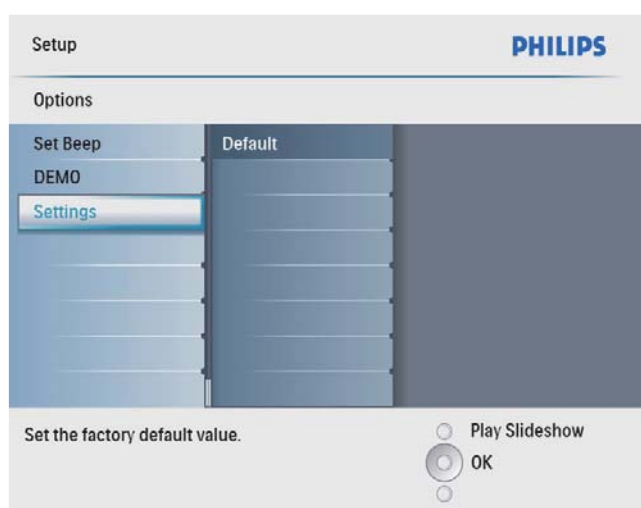 Setup PHILIPS
Options
Set Beep Default
DEMO
Settings
Set the factory default value.
Play Slideshow
OK